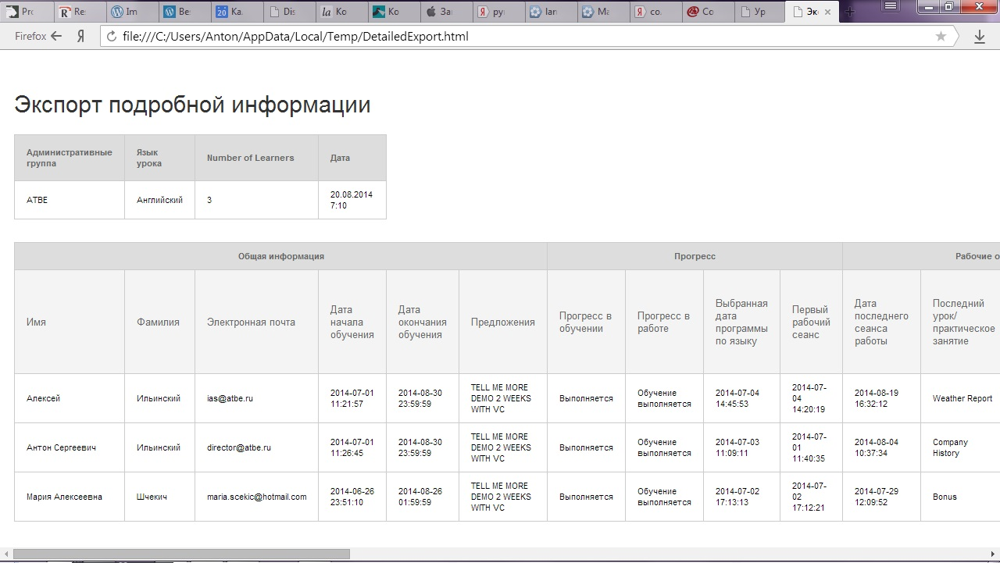 Re
Im
Ka
Dis
la Ko
Ko
Я ру
lar
Я co.
Co
Ур
Эк
Firefox
Я
file:///C:/Users/Anton/AppData/Local/Temp/DetailedExport.html
Экспорт подробной информации
Административные
группа
Язык
урока
Number of Learners
Дата
ATBE
Английский
3
20.08.2014
7:10
Общая информация
Прогресс
Рабочие о
Имя
Фамилия
Электронная почта
Дата
начала
обучения
Дата
окончания
обучения
Предложения
Прогресс в
обучении
Прогресс в
работе
Выбранная
дата
программы
по языку
Первый
рабочий
сеанс
Дата
последнего
сеанса
работы
Последний
урок/
практическое
занятие
Алексей
Ильинский
ias@atbe.ru
2014-07-01
11:21:57
2014-08-30
23:59:59
TELL ME MORE
DEMO 2 WEEKS
WITH VC
Выполняется
Обучение
выполняется
2014-07-04
14:45:53
2014-07-
04
14:20:19
2014-08-19
16:32:12
Weather Report
Антон Сергеевич
Ильинский
director@atbe.ru
2014-07-01
11:26:45
2014-08-30
23:59:59
TELL ME MORE
DEMO 2 WEEKS
WITH VC
Выполняется
Обучение
выполняется
2014-07-03
11:09:11
2014-07-
01
11:40:35
2014-08-04
10:37:34
Company
History
Мария Алексеевна
Шчекич
maria.scekic@hotmail.com
2014-06-26
23:51:10
2014-08-26
01:59:59
TELL ME MORE
DEMO 2 WEEKS
WITH VC
Выполняется
Обучение
выполняется
2014-07-02
17:13:13
2014-07-
02
17:12:21
2014-07-29
12:09:52
Bonus